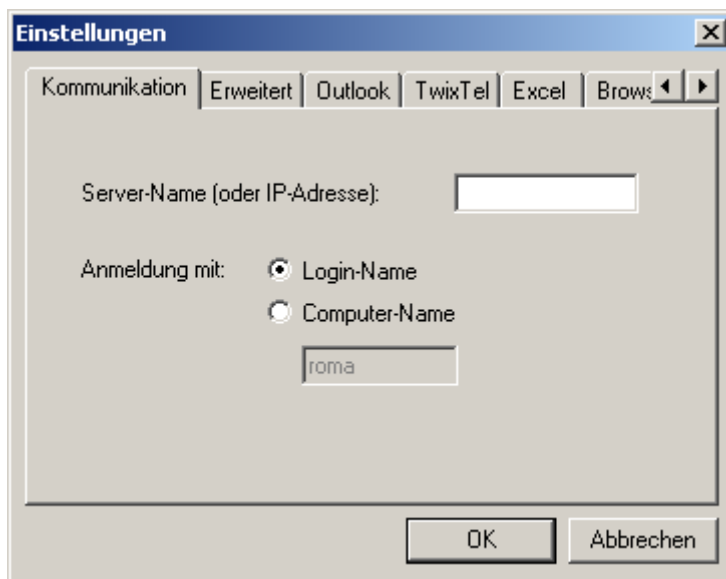 Einstellungen
Kommunikation Erweitert Outlook TwixTel Excel
Server-Name (oder IP-Adresse):
Anmeldung mit: Login-Name
Computer-Name
roma
OK Abbrechen